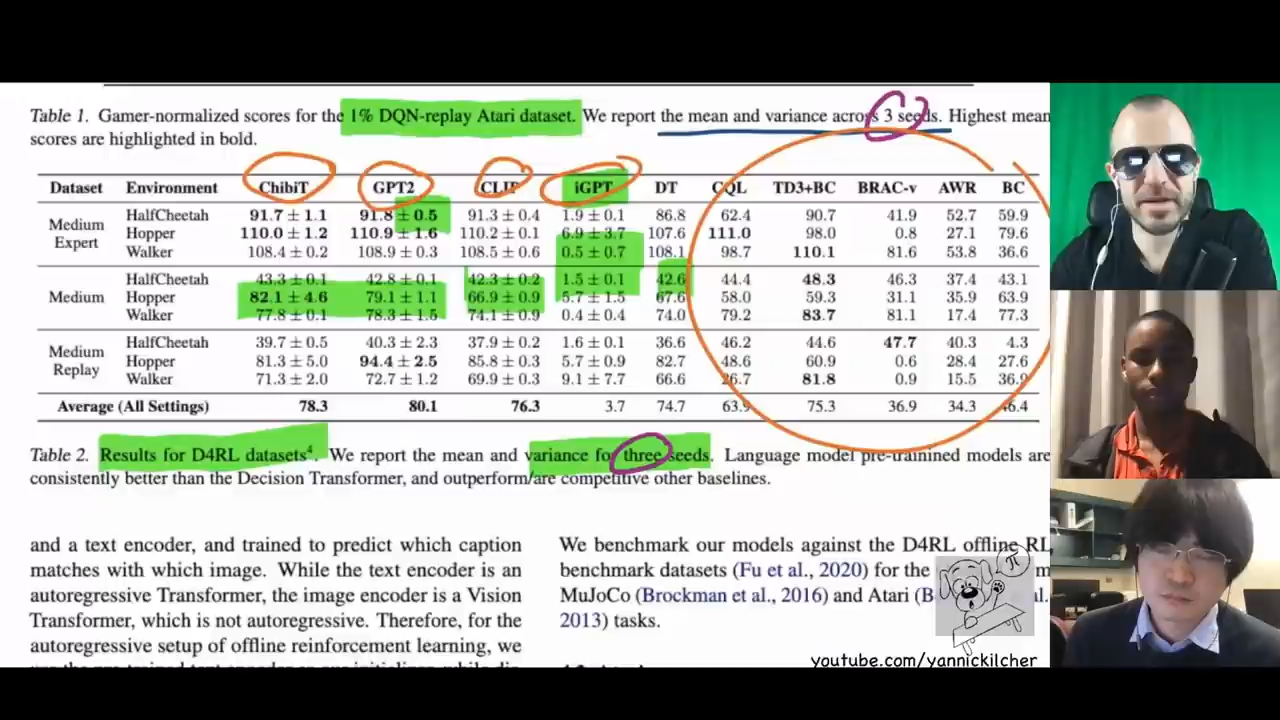 Table 1. Gamer-normalized scores for the 1% DQN-replay Atari dataset. We report the mean and variance across 3 seeds. Highest mean
scores are highlighted in bold.
Dataset Environment ChibiT GPT2 CLIP iGPT DT CQL TD3+BC BRAC-v AWR BC
Medium Expert
HalfCheetah 91.7 ± 1.1 91.8 ± 0.5 91.3 ± 0.4 1.9 ± 0.1 86.8 62.4 90.7 41.9 52.7 59.9
Hopper 110.0 ± 1.2 110.9 ± 1.6 110.2 ± 0.1 6.9 ± 3.7 107.6 111.0 98.0 0.8 27.1 79.6
Walker 108.4 ± 0.2 108.9 ± 0.3 108.5 ± 0.6 0.5 ± 0.7 108.1 98.7 110.1 81.6 53.8 36.6
Medium
HalfCheetah 43.3 ± 0.1 42.8 ± 0.1 42.3 ± 0.2 1.5 ± 0.1 42.6 44.4 48.3 46.3 37.4 43.1
Hopper 82.1 ± 4.6 79.1 ± 1.1 66.9 ± 0.9 5.7 ± 1.5 67.6 58.0 59.3 31.1 35.9 63.9
Walker 77.8 ± 0.1 78.3 ± 1.5 74.1 ± 0.9 0.4 ± 0.4 74.0 79.2 83.7 81.1 17.4 77.3
Medium Replay
HalfCheetah 39.7 ± 0.5 40.3 ± 2.3 37.9 ± 0.2 1.6 ± 0.1 36.6 46.2 44.6 47.7 40.3 4.3
Hopper 81.3 ± 5.0 94.4 ± 2.5 85.8 ± 0.3 5.7 ± 0.9 82.7 48.6 60.9 0.6 28.4 27.6
Walker 71.3 ± 2.0 72.7 ± 1.2 69.9 ± 0.3 9.1 ± 7.7 66.6 26.7 81.8 0.9 15.5 36.9
Average (All Settings) 78.3 80.1 76.3 3.7 74.7 63.9 75.3 36.9 34.3 46.4
Table 2. Results for D4RL datasets⁴. We report the mean and variance for three seeds. Language model pre-trainined models are
consistently better than the Decision Transformer, and outperform/are competitive other baselines.
and a text encoder, and trained to predict which caption
matches with which image. While the text encoder is an
autoregressive Transformer, the image encoder is a Vision
Transformer, which is not autoregressive. Therefore, for the
autoregressive setup of offline reinforcement learning, we
We benchmark our models against the D4RL offline RL
benchmark datasets (Fu et al., 2020) for the
MuJoCo (Brockman et al., 2016) and Atari
2013) tasks.
π
youtube.com/yannickilcher